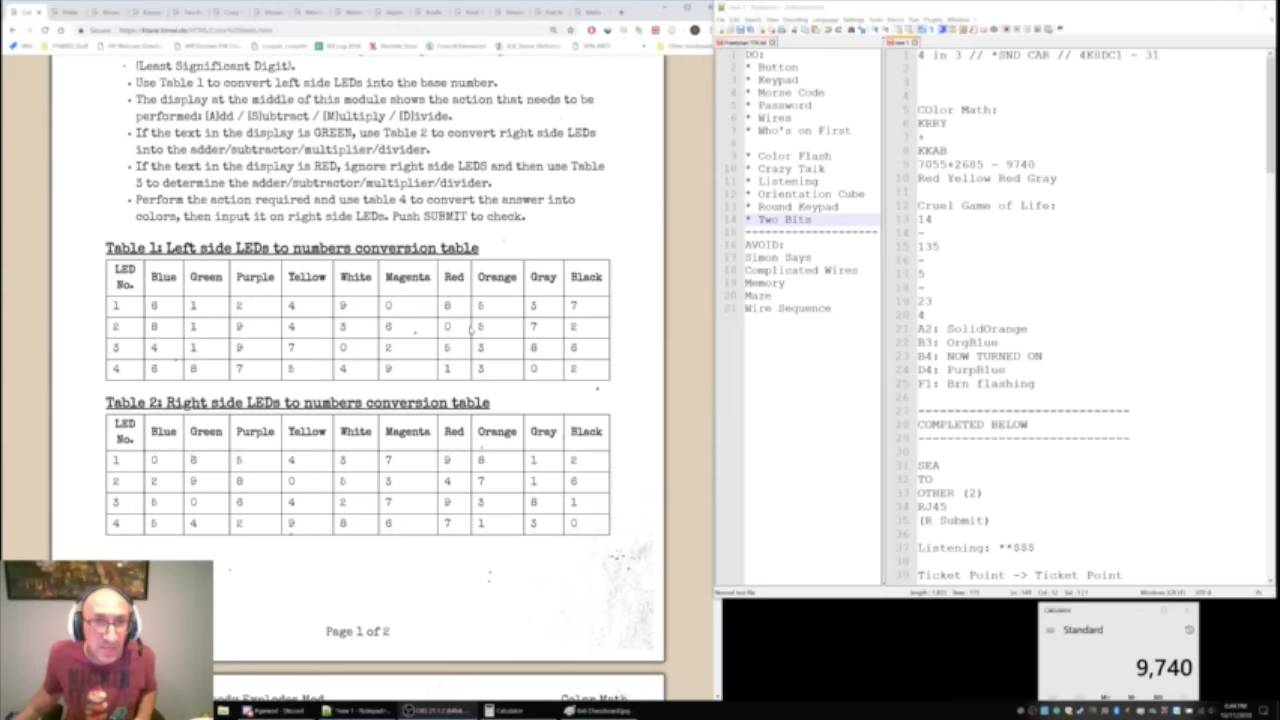 Secure
(Least Significant Digit).
• Use Table 1 to convert left side LEDs into the base number.
• The display at the middle of this module shows the action that needs to
performed: (A)dd / (S)ubtract / (M)ultiply / (D)ivide.
• If the text in the display is GREEN, use Table 2 to convert right side LEDs
into the adder/subtractor/multiplier/divider.
• If the text in the display is RED, ignore right side LEDS and then use Table
3 to determine the adder/subtractor/multiplier/divider.
• Perform the action required and use table 4 to convert the answer into
colors, then input it on right side LEDs. Push SUBMIT to check.
Table 1: Left side LEDs to numbers conversion table
LED No. Blue Green Purple Yellow White Magenta Red Orange Gray Black
1 6 1 2 4 9 0 8 5 3 7
2 8 1 9 4 3 6 0 5 7 2
3 4 1 9 7 0 2 5 3 8 6
4 6 8 7 5 4 9 1 3 0 2
Table 2: Right side LEDs to numbers conversion table
LED No. Blue Green Purple Yellow White Magenta Red Orange Gray Black
1 0 6 5 4 3 7 9 8 1 2
2 2 9 8 0 5 3 4 7 1 6
3 5 0 6 4 2 7 9 3 8 1
4 5 4 2 9 8 6 7 1 3 0
Page 1 of 2
Color Math
DO:
* Button
* Keypad
* Morse Code
* Password
* Wires
* Who's on First
* Color Flash
* Crazy Talk
* Listening
* Orientation Cube
* Round Keypad
* Two Bits
--------------------
AVOID:
Simon Says
Complicated Wires
Memory
Maze
Wire Sequence
4 in 3 // *SND CAR // 4K8DC1 - 31
COlor Math:
KRRY
+
KKAB
7055+2685 - 9740
Red Yellow Red Gray
Cruel Game of Life:
14
-
135
-
5
-
23
4
A2: SolidOrange
B3: OrgBlue
B4: NOW TURNED ON
D4: PurpBlue
F1: Brn flashing
----------------------------
COMPLETED BELOW
----------------------------
SEA
TO
OTHER (2)
RJ45
(R Submit)
Listening: **$$$
Ticket Point -> Ticket Point
Calculator
Standard
9,740
Calculator